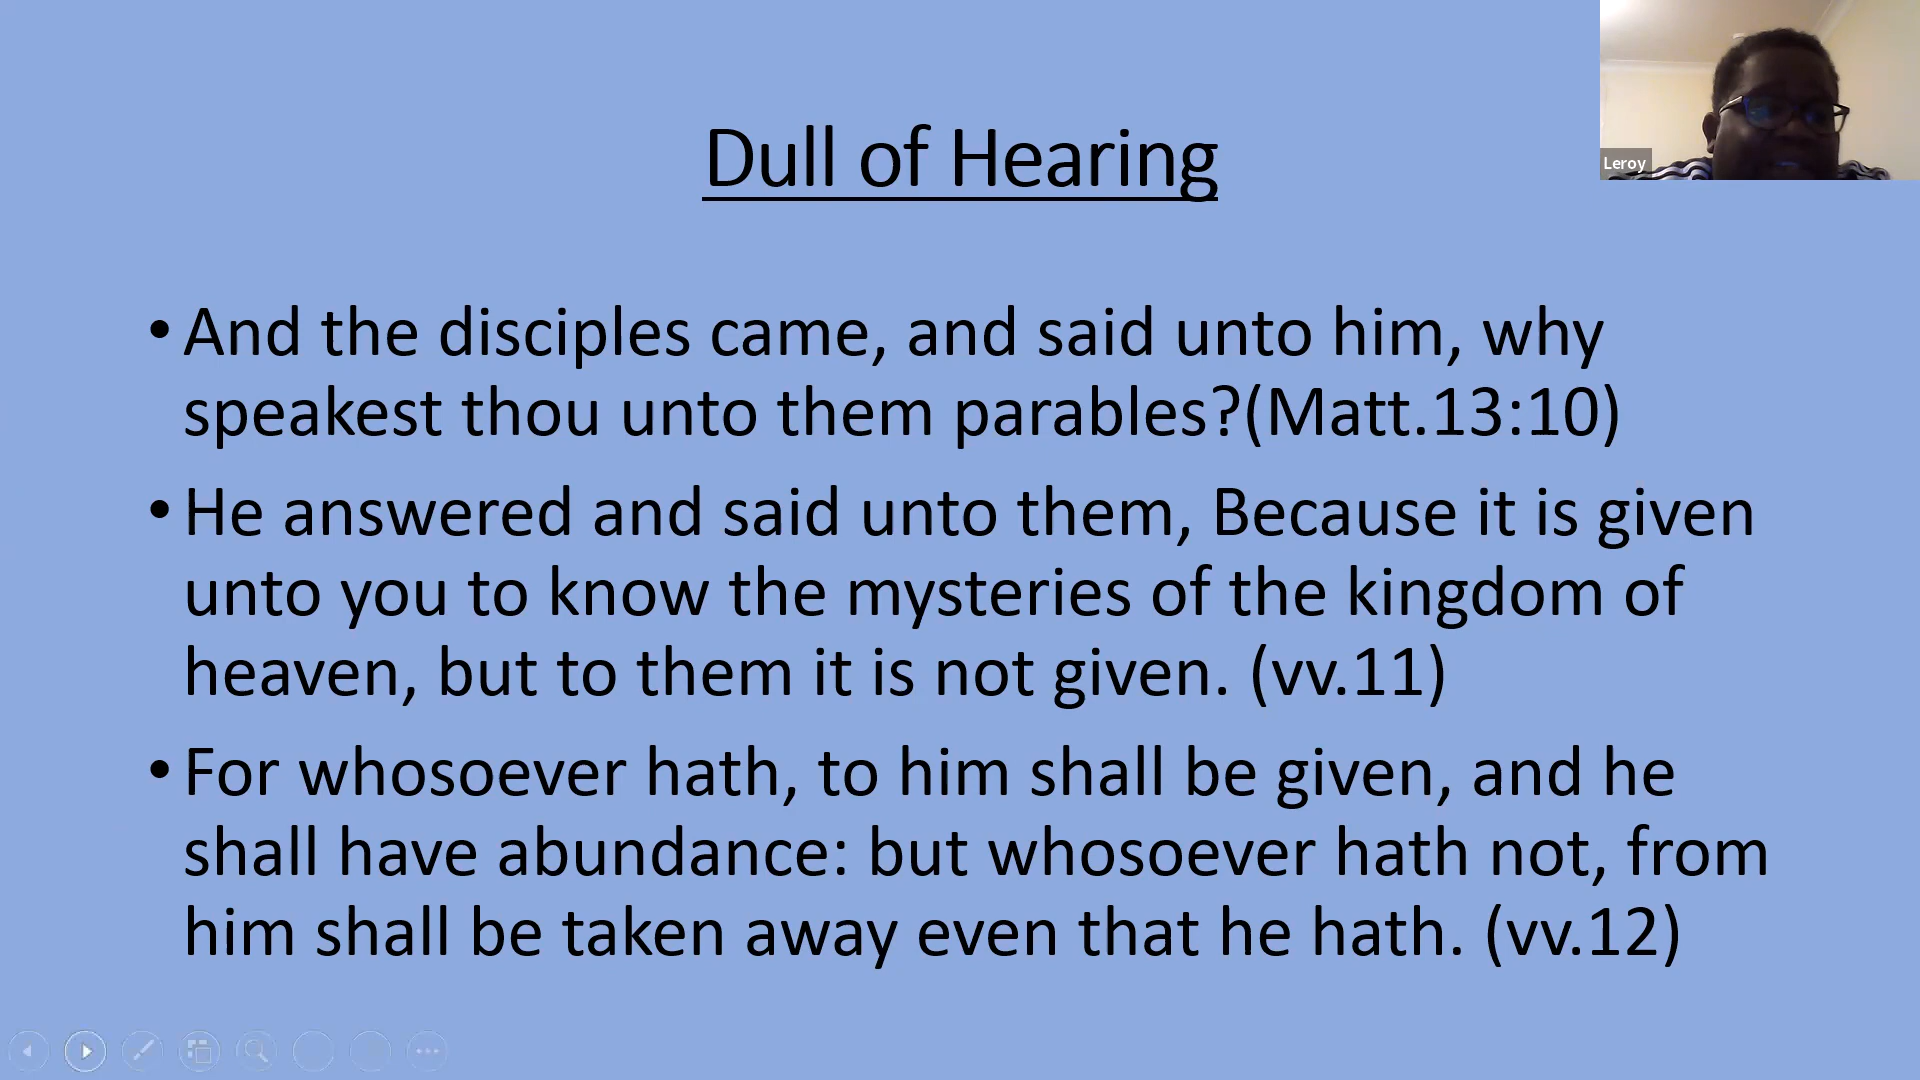 Dull of Hearing
Leroy
• And the disciples came, and said unto him, why
speakest thou unto them parables?(Matt.13:10)
• He answered and said unto them, Because it is given
unto you to know the mysteries of the kingdom of
heaven, but to them it is not given. (vv.11)
• For whosoever hath, to him shall be given, and he
shall have abundance: but whosoever hath not, from
him shall be taken away even that he hath. (vv.12)